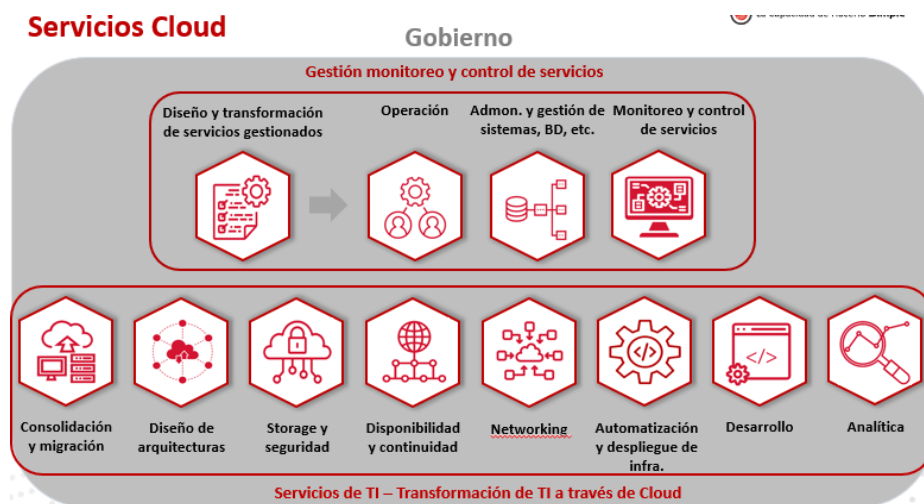 Servicios Cloud
Gobierno
Gestión monitoreo y control de servicios
Diseño y transformación
de servicios gestionados
Operación
Admon. y gestión de
sistemas, BD, etc.
Monitoreo y control
de servicios
Consolidación
y migración
Diseño de
arquitecturas
Storage y
seguridad
Disponibilidad
y continuidad
Networking
Automatización
y despliegue de
infra.
Desarrollo
Analítica
Servicios de TI – Transformación de TI a través de Cloud